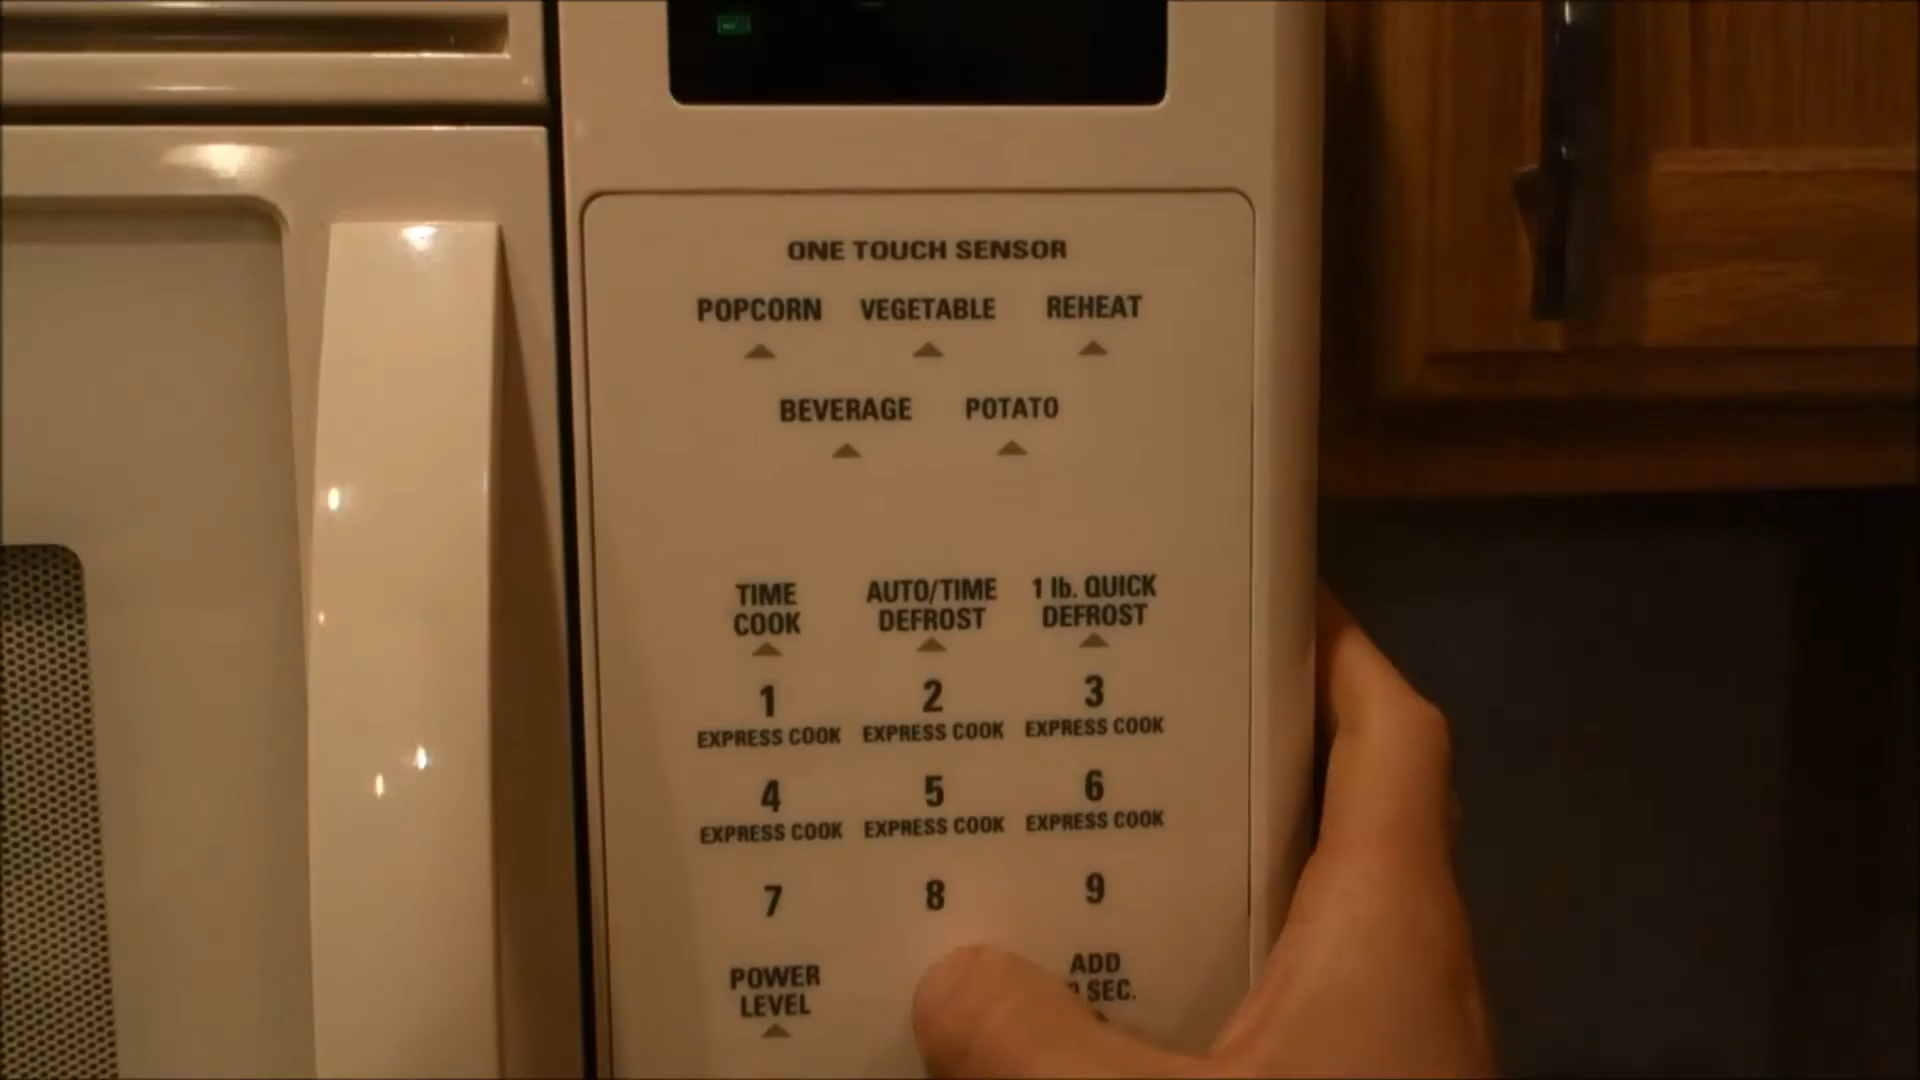 ONE TOUCH SENSOR
POPCORN VEGETABLE REHEAT
BEVERAGE POTATO
TIME AUTO/TIME 1 lb. QUICK
COOK DEFROST DEFROST
1 2 3
EXPRESS COOK EXPRESS COOK EXPRESS COOK
4 5 6
EXPRESS COOK EXPRESS COOK EXPRESS COOK
7 8 9
POWER ADD
LEVEL SEC.